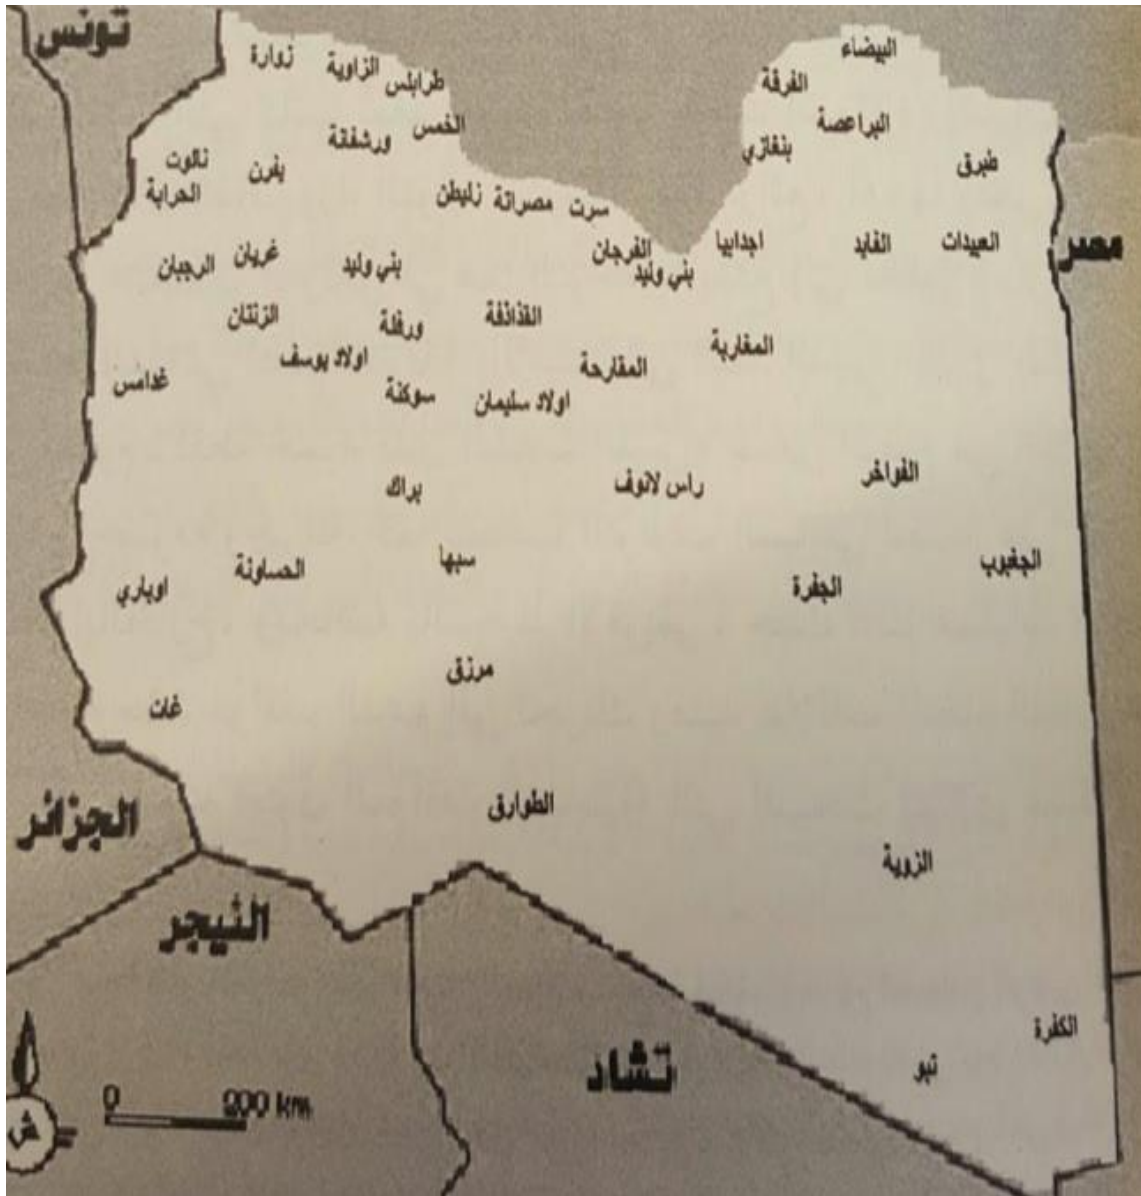 تونس
البيضاء
زوارة
الزاوية
طرابلس
الفرقة
الخمس
البراعصة
ورشفانة
بنغازي
نالوت
يفرن
طبرق
الحرابة
زليطن
مصراتة
سرت
مصر
الرجبان
غريان
بني وليد
الفرجان
بني وليد
اجدابيا
العبيدات
الزنتان
ورفلة
القذاذفة
اولاد يوسف
المقارحة
المغاربة
غدامس
سوكنة
اولاد سليمان
براك
راس لانوف
الفواخر
اوباري
الحساونة
سبها
الجفرة
الجغبوب
غات
مرزق
الجزائر
الطوارق
الزوية
النيجر
الكفرة
تشاد
تبو
0
200 km
ش